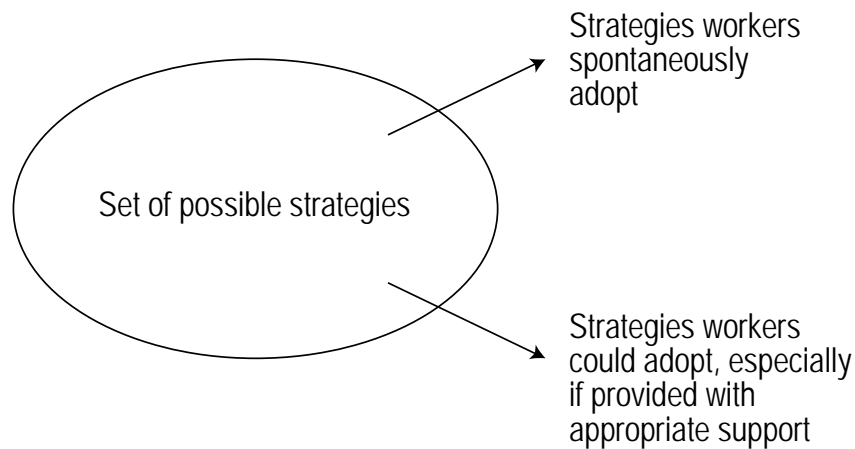 Strategies workers
spontaneously
adopt
Set of possible strategies
Strategies workers
could adopt, especially
if provided with
appropriate support